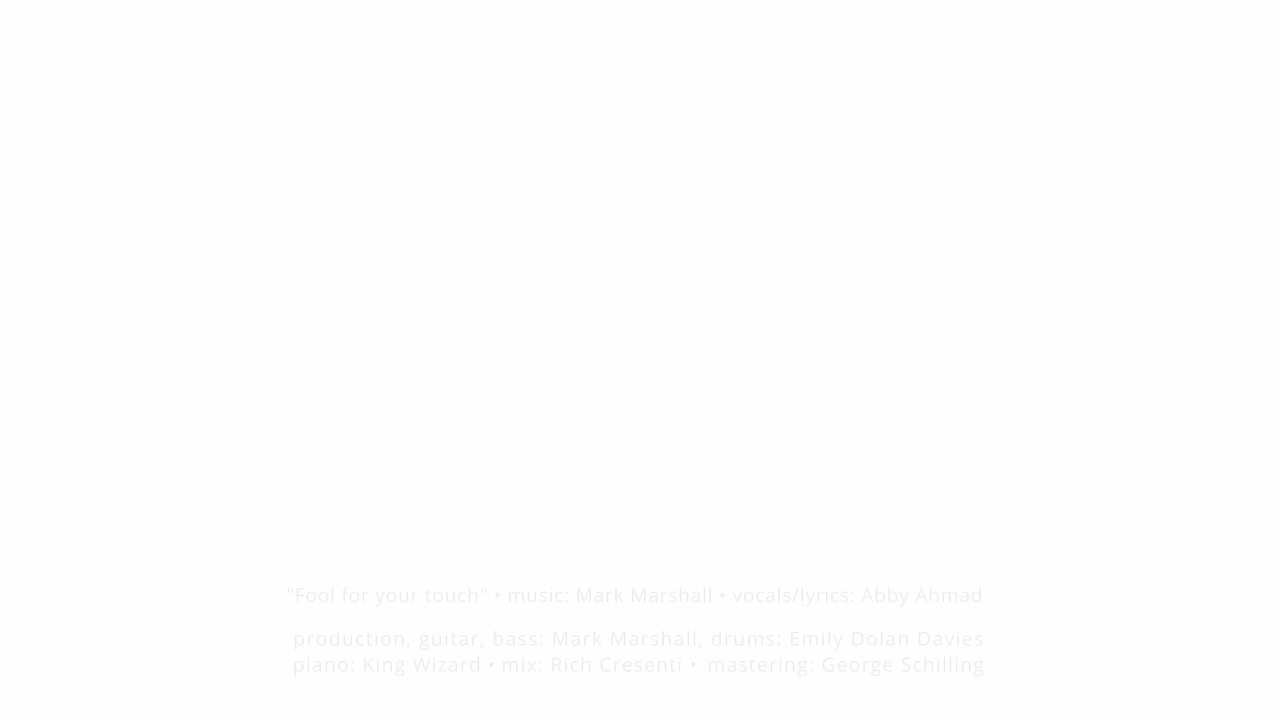 "Fool for your touch" • music: Mark Marshall • vocals/lyrics: Abby Ahmad
production, guitar, bass: Mark Marshall, drums: Emily Dolan Davies
piano: King Wizard • mix: Rich Cresenti • mastering: George Schilling